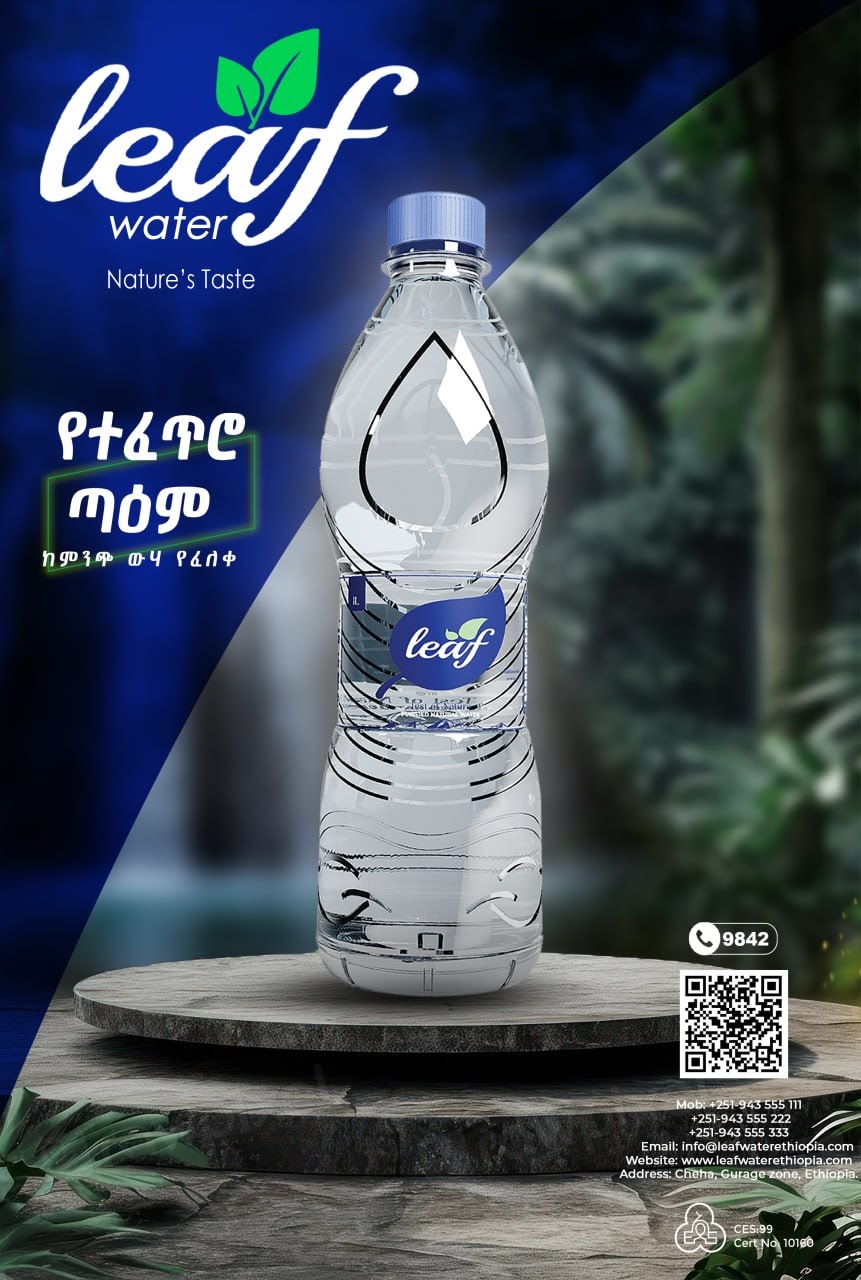 leaf
water
Nature's Taste
የተፈጥሮ
ጣዕም
ከምንጭ ውሃ የፈለቀ
1L
leaf
9842
Mob: +251-943 555 111
+251-943 555 222
+251-943 555 333
Email: info@leafwaterethiopia.com
Website: www.leafwaterethiopia.com
Address: Cheha, Gurage zone, Ethiopia.
CES:99
Cert No: 10160